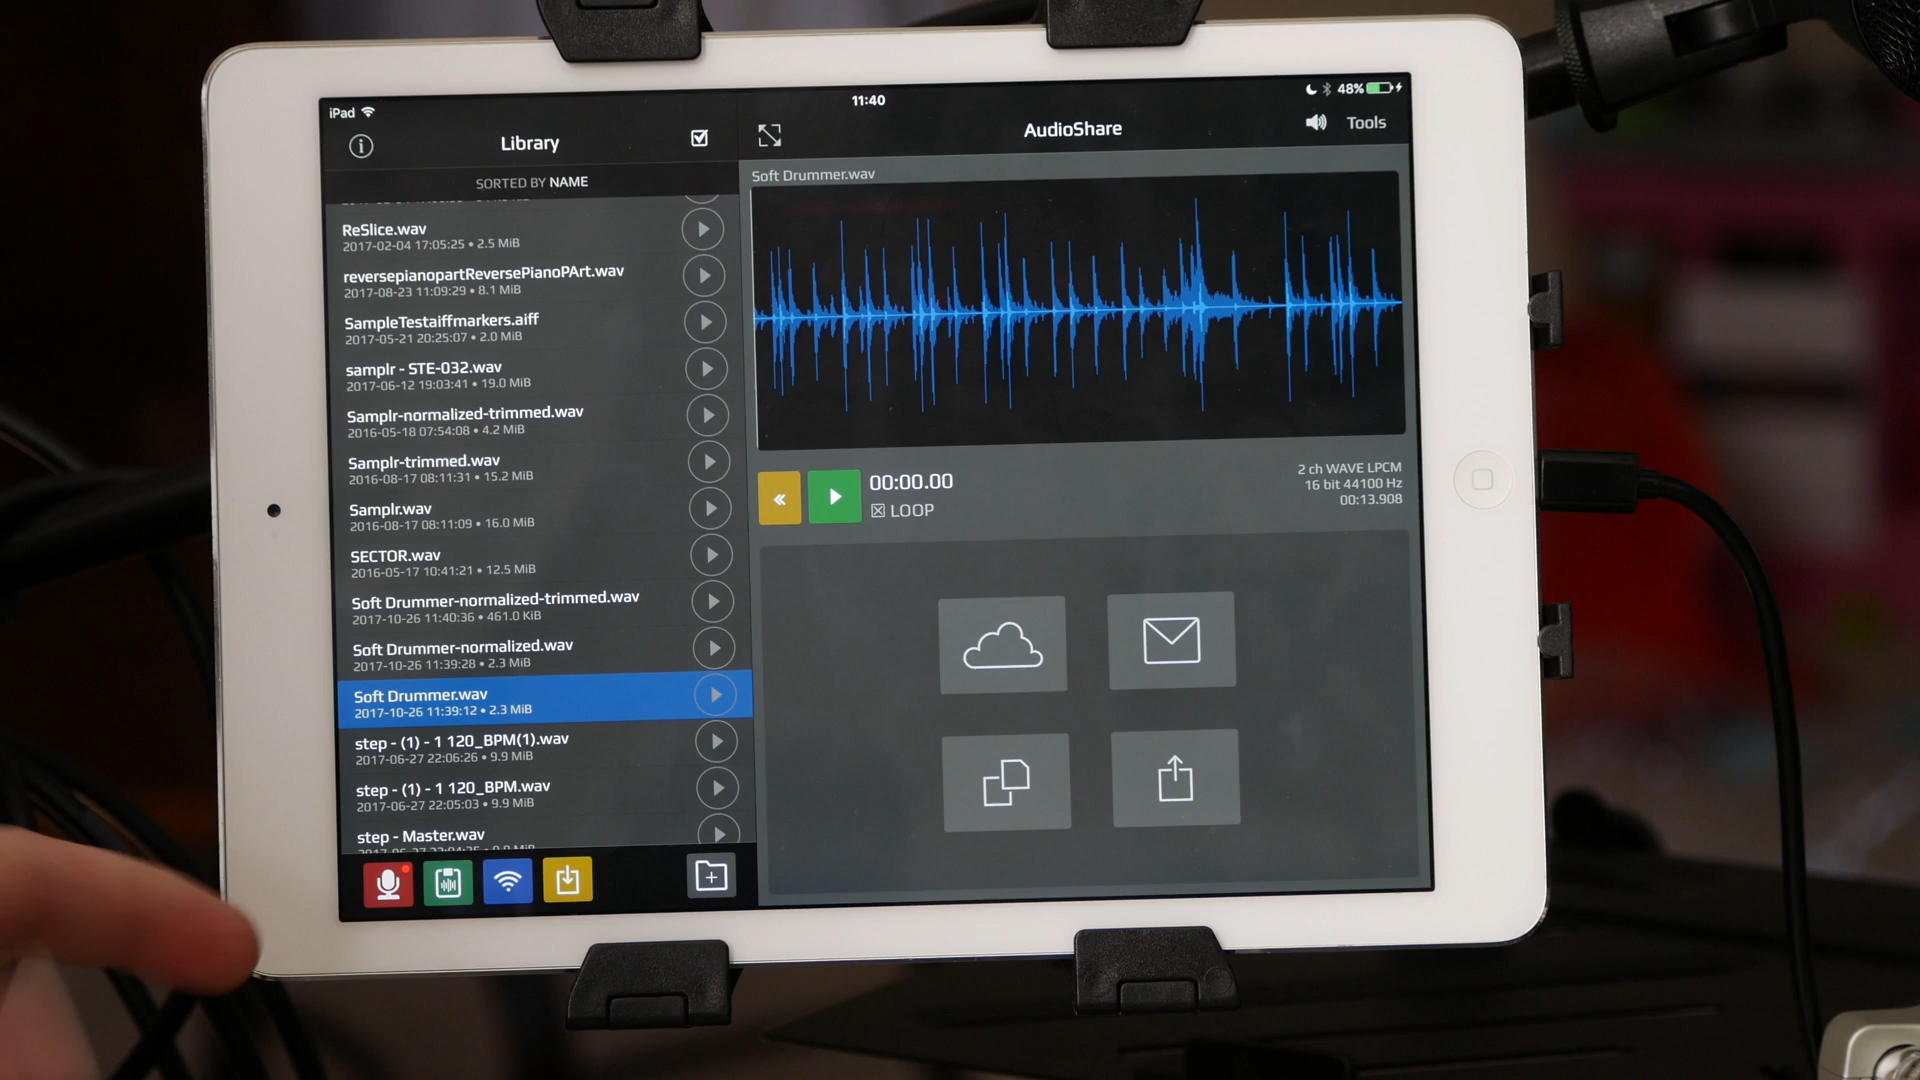 iPad
11:40
48%
Library
AudioShare
Tools
SORTED BY NAME
ReSlice.wav
2017-02-04 17:05:25 • 2.5 MiB
reversepianopartReversePianoPArt.wav
2017-08-23 11:09:29 • 8.1 MiB
SampleTestaiffmarkers.aiff
2017-05-21 20:25:07 • 2.0 MiB
samplr - STE-032.wav
2017-06-12 19:03:41 • 19.0 MiB
Samplr-normalized-trimmed.wav
2016-05-18 07:54:08 • 4.2 MiB
Samplr-trimmed.wav
2016-08-17 08:11:31 • 15.2 MiB
Samplr.wav
2016-08-17 08:11:09 • 16.0 MiB
SECTOR.wav
2016-05-17 10:41:21 • 12.5 MiB
Soft Drummer-normalized-trimmed.wav
2017-10-26 11:40:36 • 461.0 KiB
Soft Drummer-normalized.wav
2017-10-26 11:39:28 • 2.3 MiB
Soft Drummer.wav
2017-10-26 11:39:12 • 2.3 MiB
step - (1) - 1 120_BPM(1).wav
2017-06-27 22:06:26 • 9.9 MiB
step - (1) - 1 120_BPM.wav
2017-06-27 22:05:03 • 9.9 MiB
step - Master.wav
Soft Drummer.wav
00:00.00
LOOP
2 ch WAVE LPCM
16 bit 44100 Hz
00:13.908